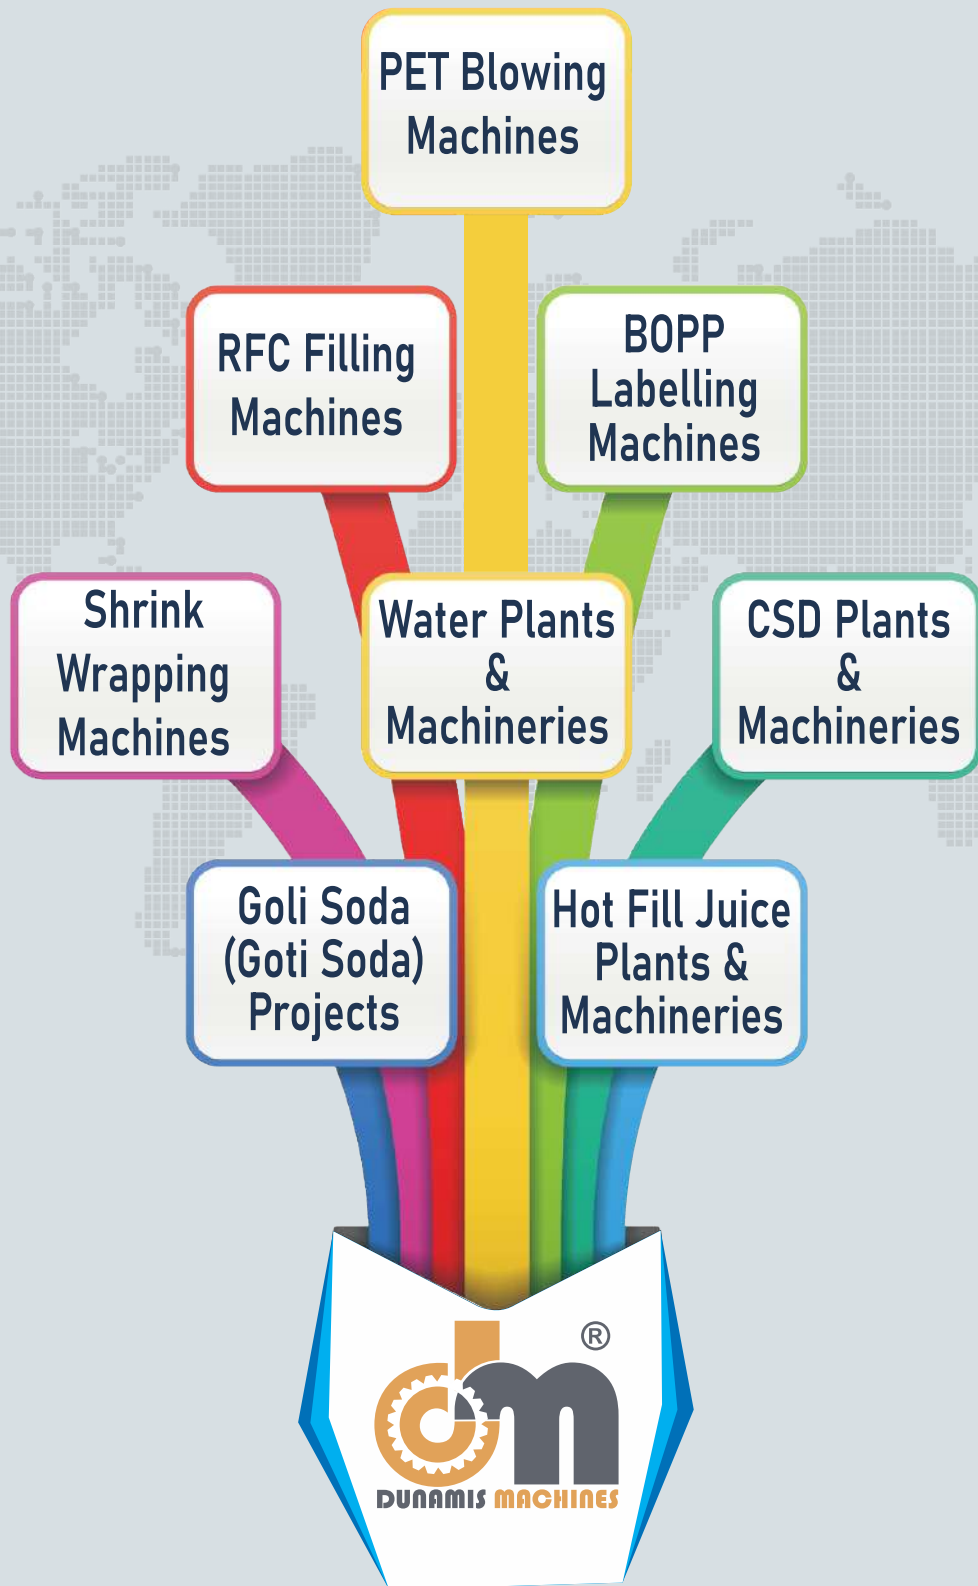 PET Blowing
Machines
RFC Filling
Machines
BOPP
Labelling
Machines
Shrink
Wrapping
Machines
Water Plants
&
Machineries
CSD Plants
&
Machineries
Goli Soda
(Goti Soda)
Projects
Hot Fill Juice
Plants &
Machineries
dm ®
DUNAMIS MACHINES